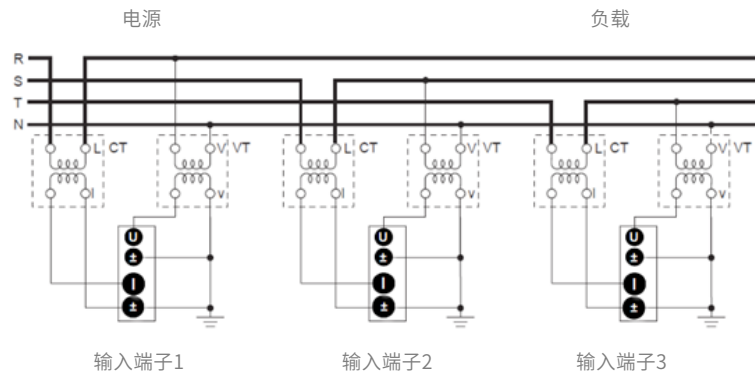 电源 负载
R
S
T
N
L CT V VT L CT V VT L CT V VT
l v l v l v
U U U
± ± ±
I I I
± ± ±
输入端子1 输入端子2 输入端子3